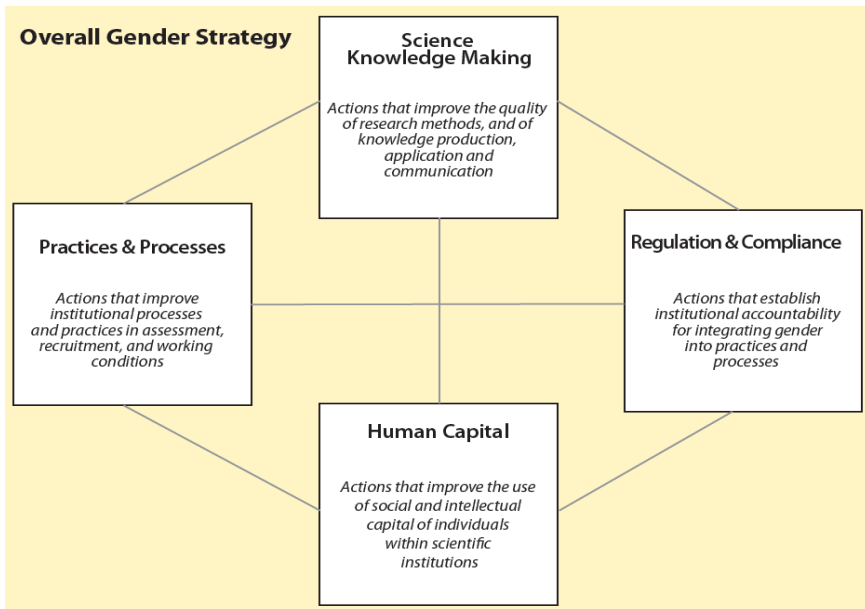 Overall Gender Strategy
Science
Knowledge Making
Actions that improve the quality
of research methods, and of
knowledge production,
application and
communication
Practices & Processes
Actions that improve
institutional processes
and practices in assessment,
recruitment, and working
conditions
Regulation & Compliance
Actions that establish
institutional accountability
for integrating gender
into practices and
processes
Human Capital
Actions that improve the use
of social and intellectual
capital of individuals
within scientific
institutions